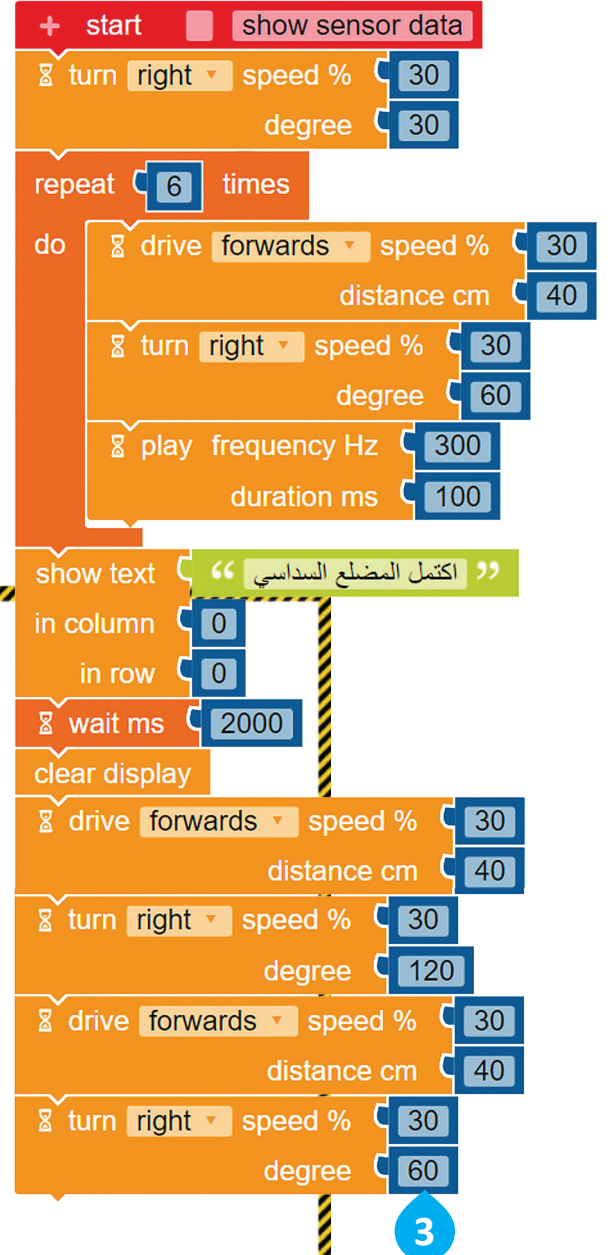 + start show sensor data
turn right speed % 30
degree 30
repeat 6 times
do
drive forwards speed % 30
distance cm 40
turn right speed % 30
degree 60
play frequency Hz 300
duration ms 100
show text “ اكتمل المضلع السداسي ”
in column 0
in row 0
wait ms 2000
clear display
drive forwards speed % 30
distance cm 40
turn right speed % 30
degree 120
drive forwards speed % 30
distance cm 40
turn right speed % 30
degree 60
3